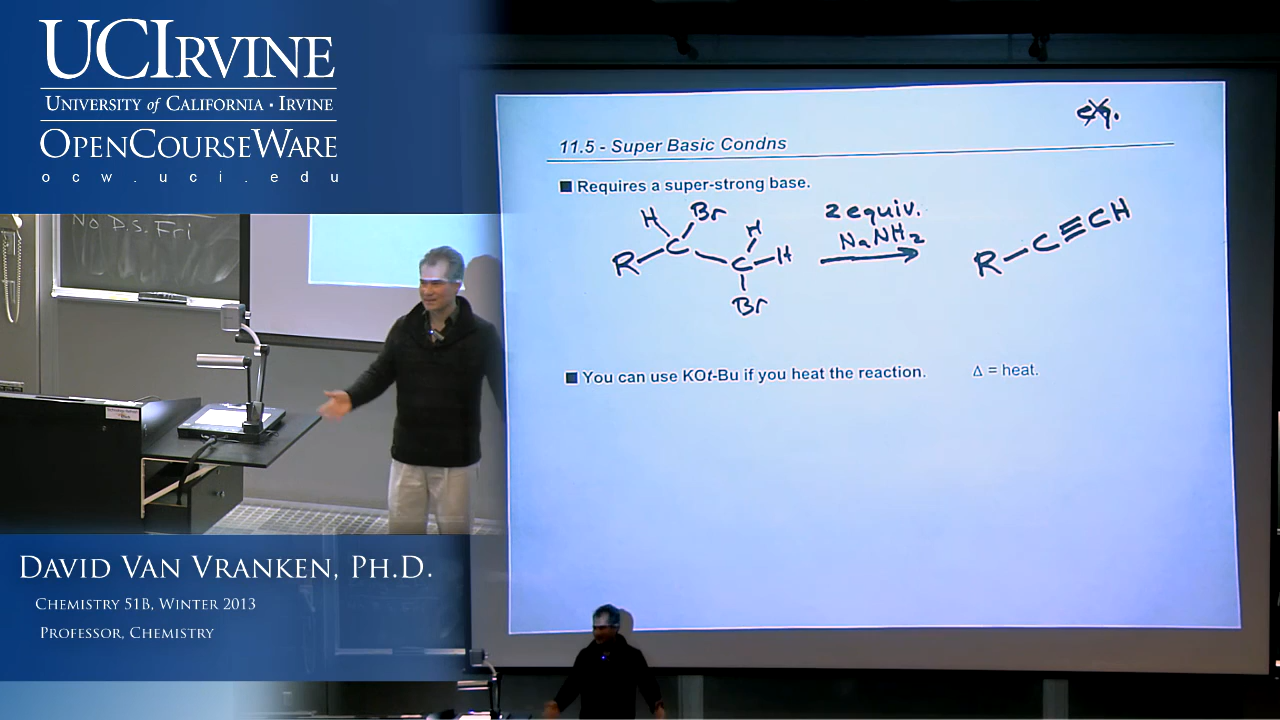 UCIRVINE
UNIVERSITY of CALIFORNIA · IRVINE
OPENCOURSEWARE
ocw.uci.edu
No D.S. Fri
DAVID VAN VRANKEN, PH.D.
CHEMISTRY 51B, WINTER 2013
PROFESSOR, CHEMISTRY
11.5 - Super Basic Condns
■ Requires a super-strong base.
H Br
R C C H H
Br
2 equiv.
NaNH2
R-C≡CH
■ You can use KOt-Bu if you heat the reaction. Δ = heat.